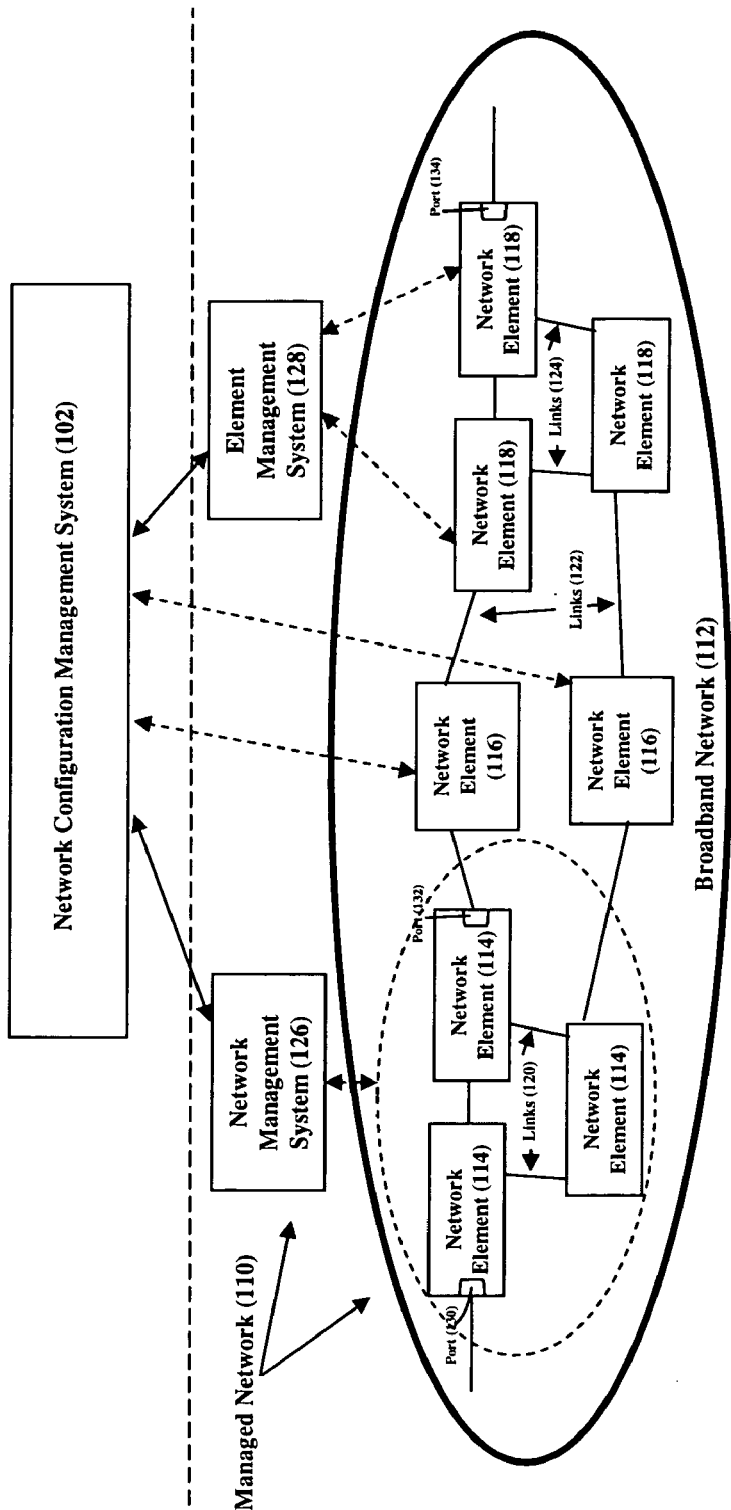 Network Configuration Management System (102)
Managed Network (110)
Network
Management
System (126)
Element
Management
System (128)
Port (130)
Network
Element (114)
Network
Element (114)
Port (132)
Links (120)
Network
Element (114)
Network
Element
(116)
Network
Element
(116)
Links (122)
Network
Element (118)
Network
Element (118)
Port (134)
Links (124)
Network
Element (118)
Broadband Network (112)